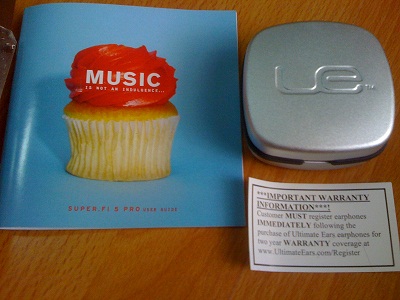 MUSIC
IS NOT AN INDULGENCE...
SUPER.FI 5 PRO USER GUIDE
ue™
***IMPORTANT WARRANTY
INFORMATION***
Customer MUST register earphones
IMMEDIATELY following the
purchase of Ultimate Ears earphones for
two year WARRANTY coverage at
www.UltimateEars.com/Register